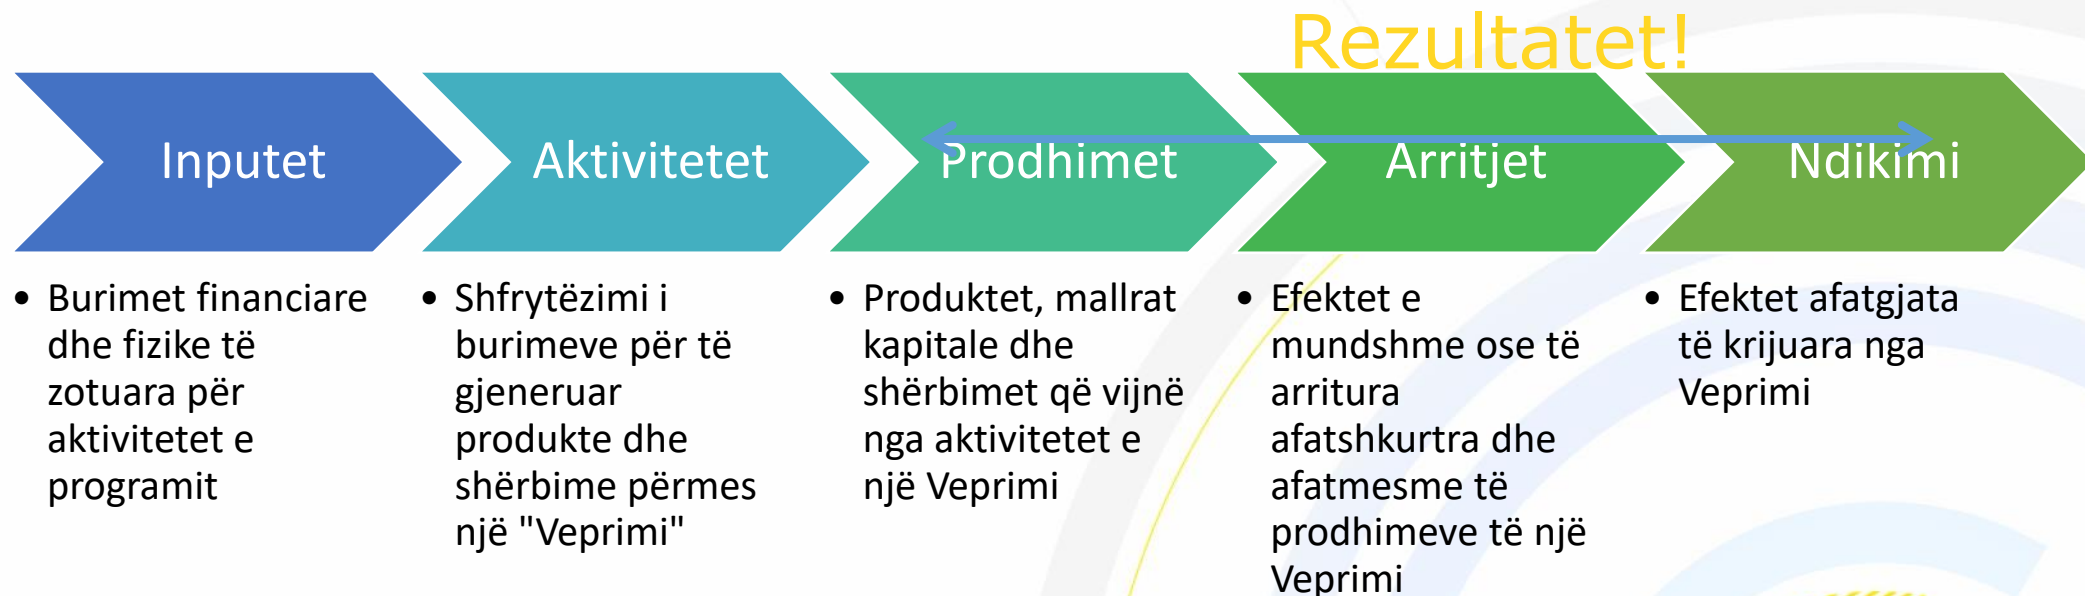 Rezultatet!
Inputet
Aktivitetet
Prodhimet
Arritjet
Ndikimi
• Burimet financiare
dhe fizike të
zotuara për
aktivitetet e
programit
• Shfrytëzimi i
burimeve për të
gjeneruar
produkte dhe
shërbime përmes
një "Veprimi"
• Produktet, mallrat
kapitale dhe
shërbimet që vijnë
nga aktivitetet e
një Veprimi
• Efektet e
mundshme ose të
arritura
afatshkurtra dhe
afatmesme të
prodhimeve të një
Veprimi
• Efektet afatgjata
të krijuara nga
Veprimi